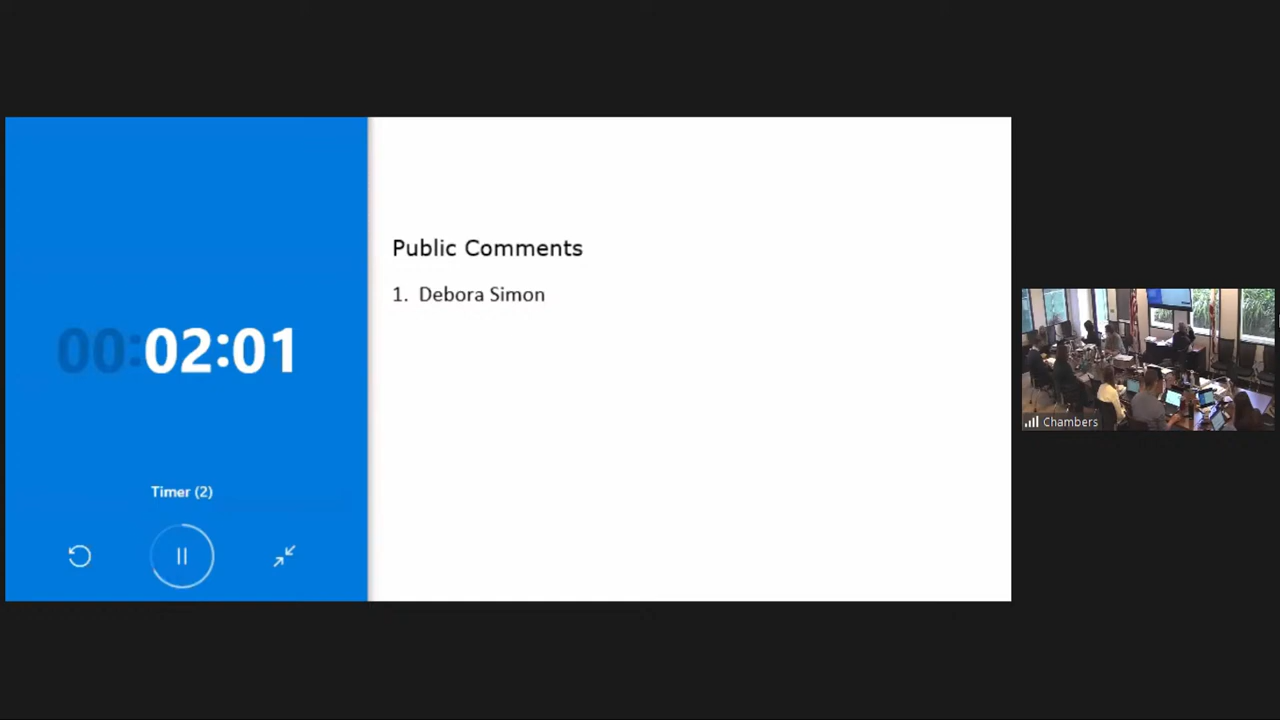 Public Comments
1. Debora Simon
00:02:01
Timer (2)
Chambers